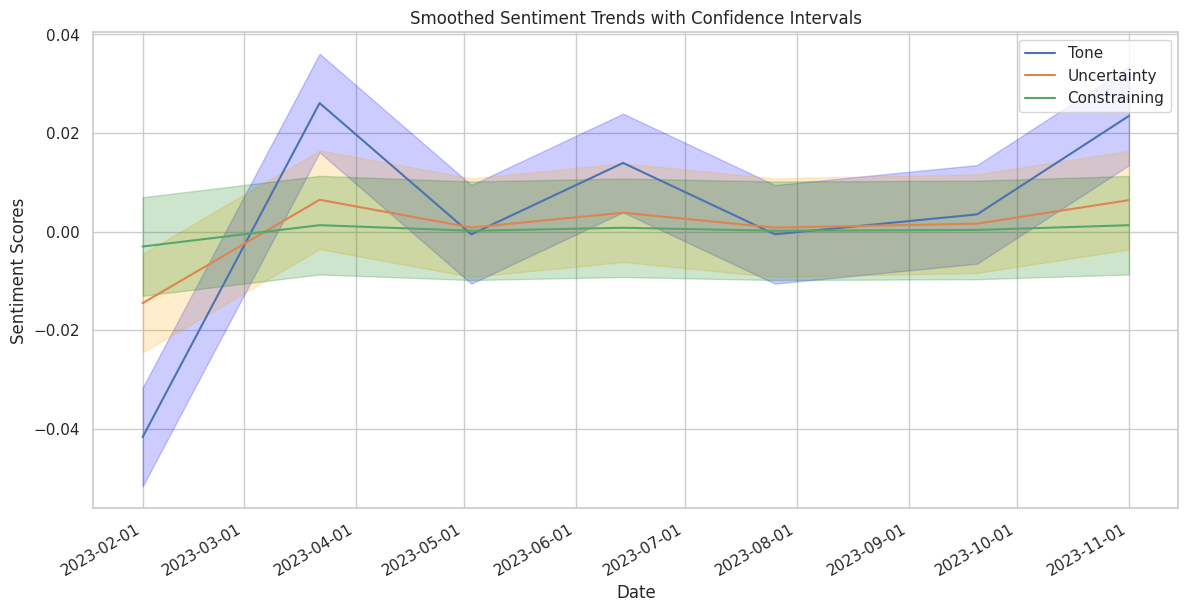 Smoothed Sentiment Trends with Confidence Intervals
Tone
Uncertainty
Constraining
Sentiment Scores
0.04
0.02
0.00
−0.02
−0.04
2023-02-01
2023-03-01
2023-04-01
2023-05-01
2023-06-01
2023-07-01
2023-08-01
2023-09-01
2023-10-01
2023-11-01
Date